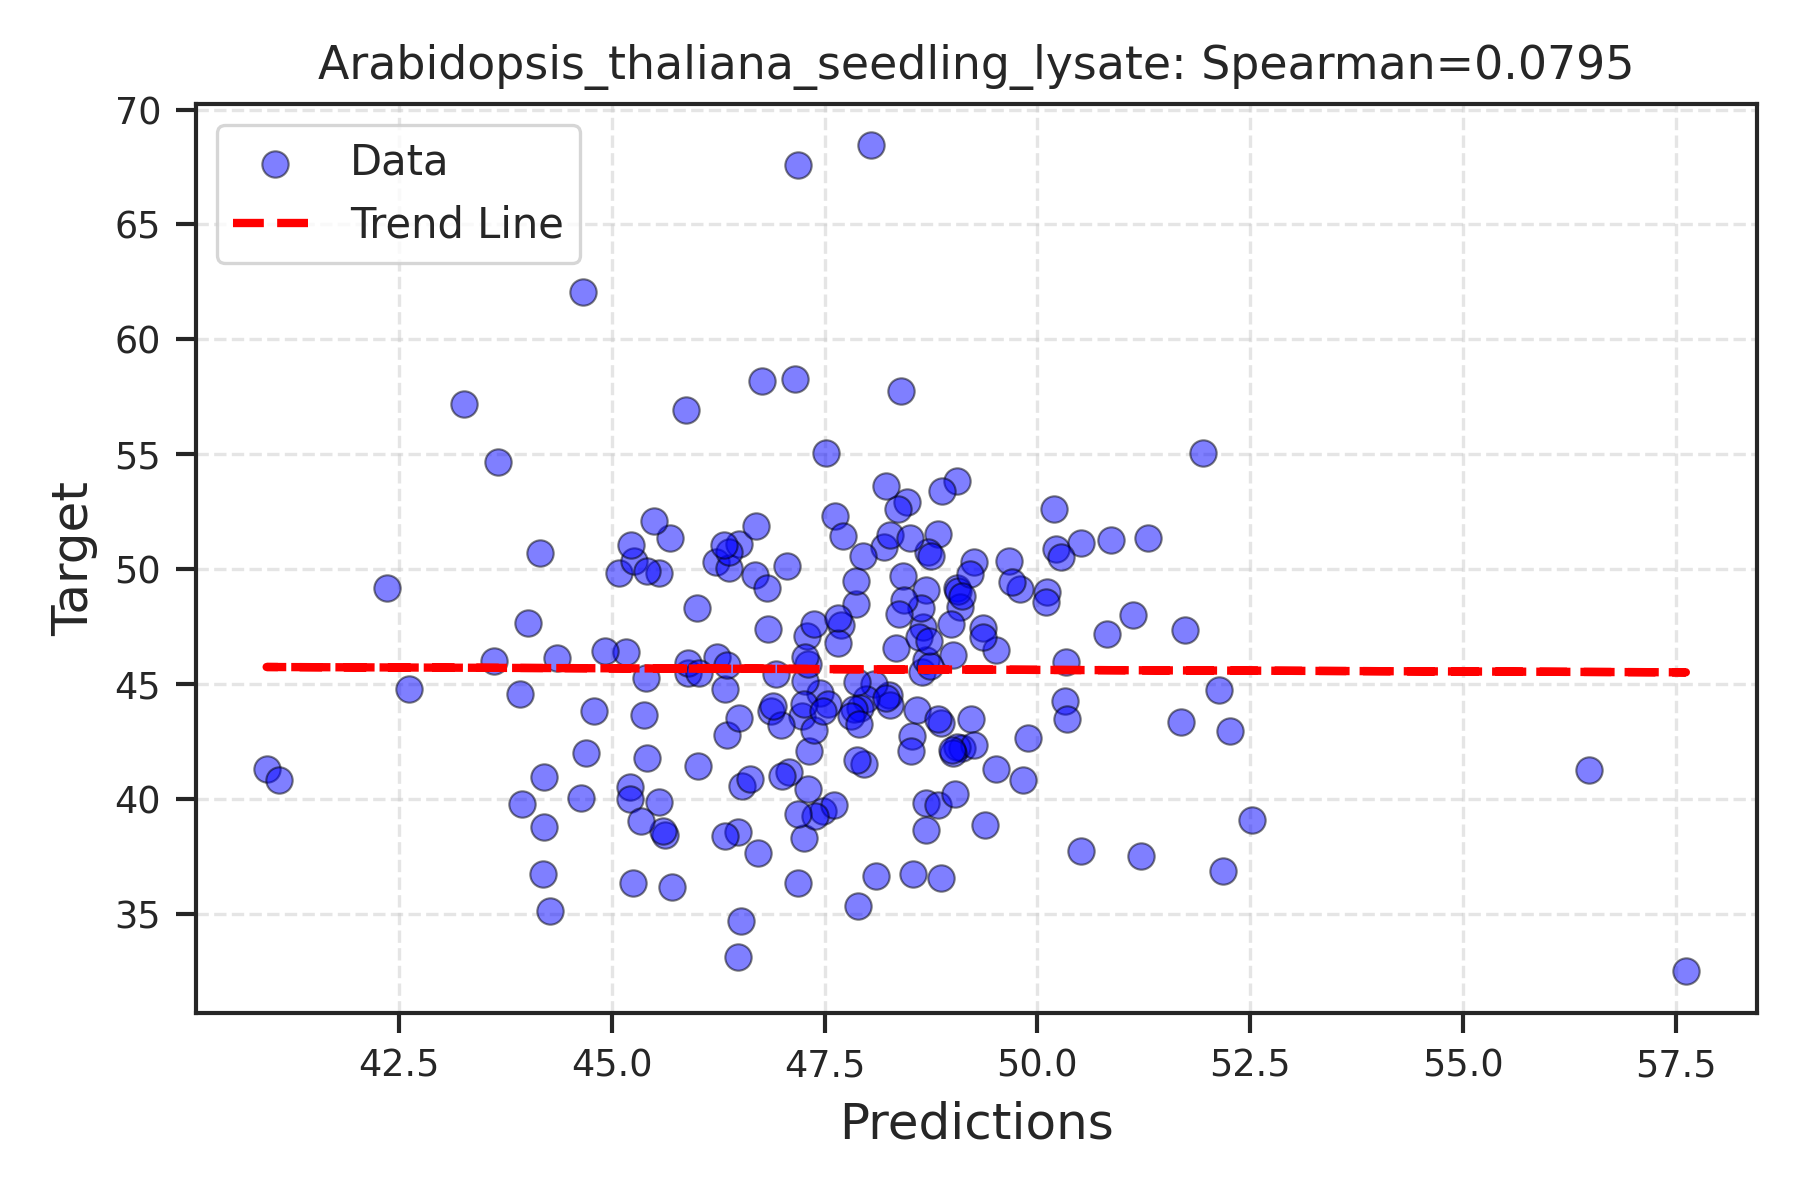 Arabidopsis_thaliana_seedling_lysate: Spearman=0.0795
70
65
60
55
50
45
40
35
Data
Trend Line
Target
42.5 45.0 47.5 50.0 52.5 55.0 57.5
Predictions